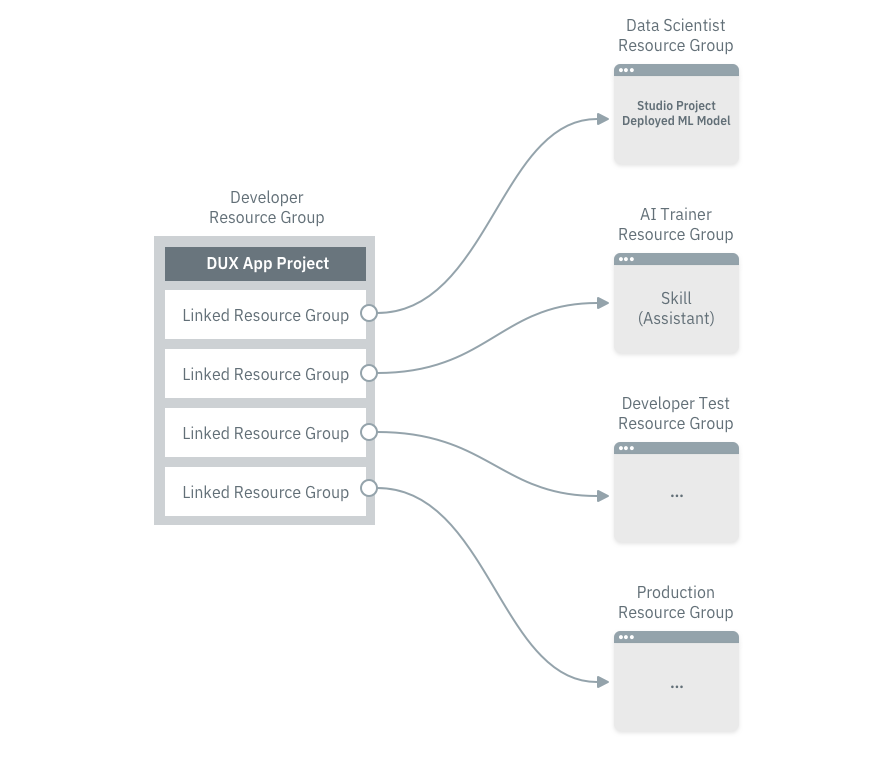 Data Scientist
Resource Group
Studio Project
Deployed ML Model
Developer
Resource Group
DUX App Project
Linked Resource Group
Linked Resource Group
Linked Resource Group
Linked Resource Group
AI Trainer
Resource Group
Skill
(Assistant)
Developer Test
Resource Group
...
Production
Resource Group
...